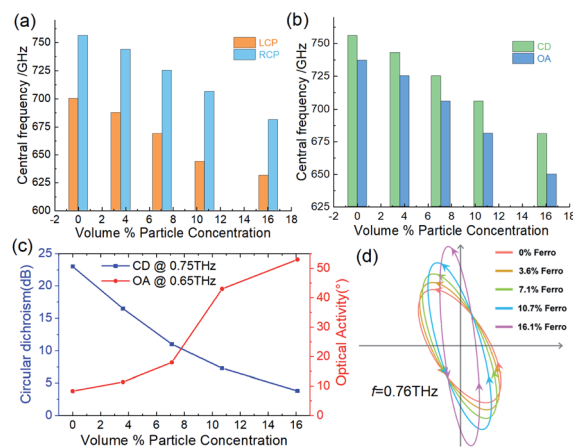 (a)
Central frequency /GHz
750
700
675
650
625
600
LCP
RCP
0 2 4 6 8 10 12 14 16 18
Volume % Particle Concentration
(b)
Central frequency /GHz
750
725
700
675
650
625
CD
OA
-2 0 2 4 6 8 10 12 14 16 18
Volume % Particle Concentration
(c)
Circular dichroism(dB)
25
20
15
10
5
0
CD @ 0.75THz
OA @ 0.65THz
50
40
30
20
10
0
Optical Activity(°)
0 2 4 6 8 10 12 14 16
Volume % Particle Concentration
(d)
0% Ferro
3.6% Ferro
7.1% Ferro
10.7% Ferro
16.1% Ferro
f=0.76THz